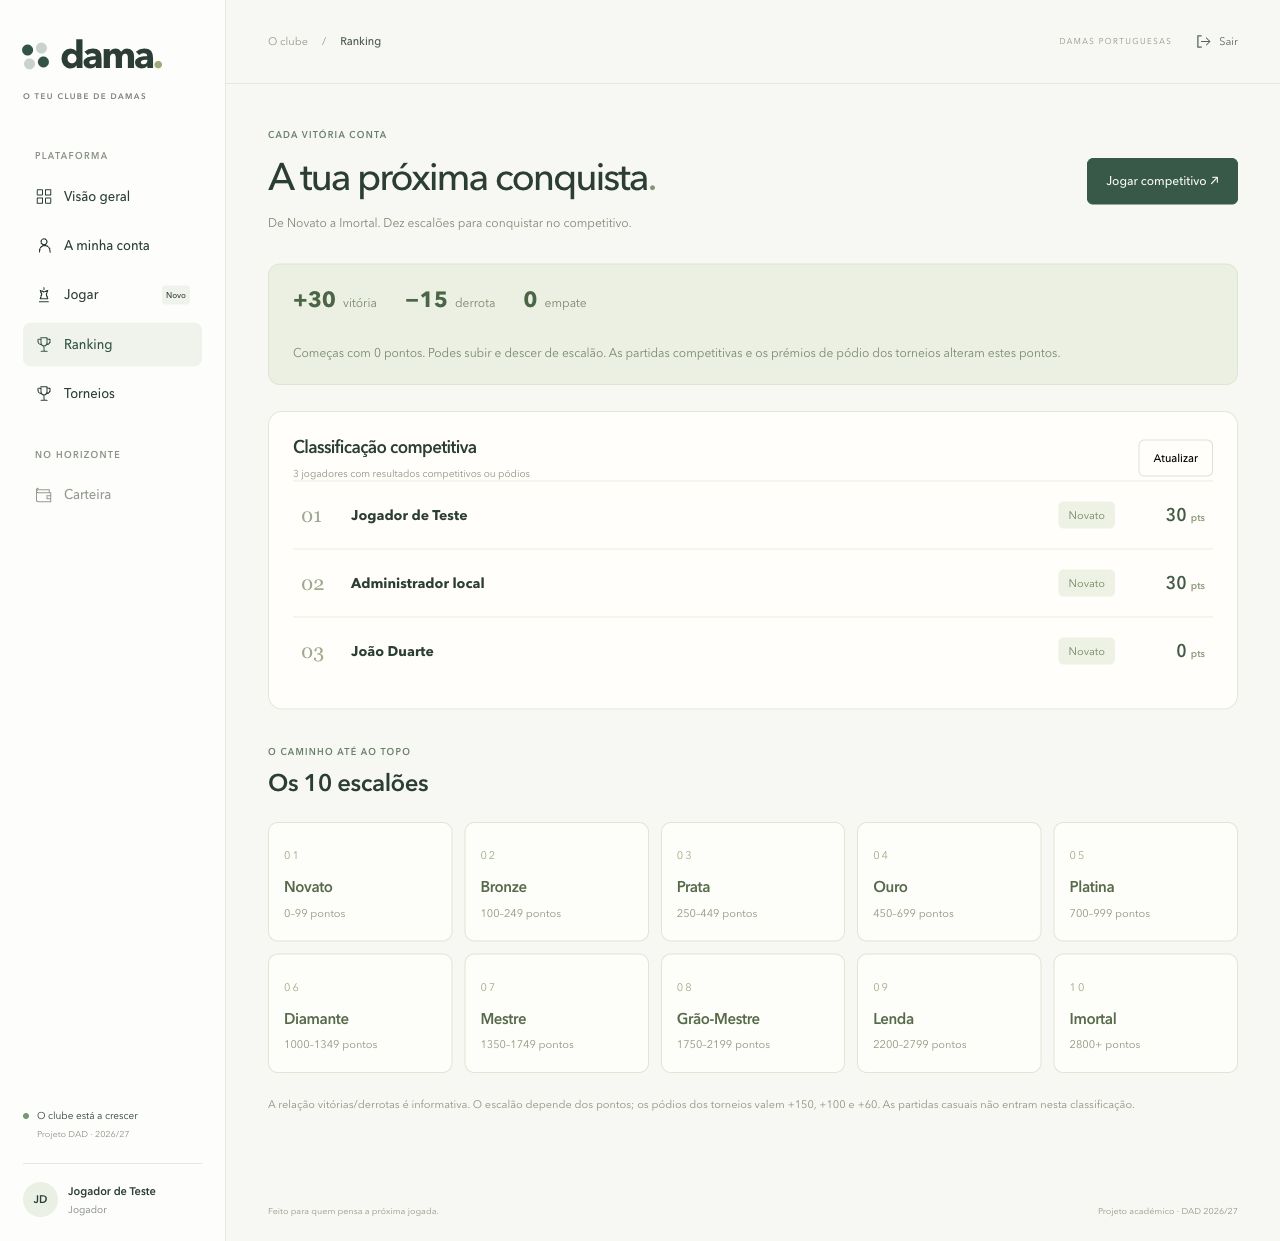 dama.
O TEU CLUBE DE DAMAS
PLATAFORMA
Visão geral
A minha conta
Jogar Novo
Ranking
Torneios
NO HORIZONTE
Carteira
O clube está a crescer
Projeto DAD · 2026/27
JD
Jogador de Teste
Jogador
O clube / Ranking
DAMAS PORTUGUESAS
Sair
CADA VITÓRIA CONTA
A tua próxima conquista.
De Novato a Imortal. Dez escalões para conquistar no competitivo.
Jogar competitivo ↗
+30 vitória −15 derrota 0 empate
Começas com 0 pontos. Podes subir e descer de escalão. As partidas competitivas e os prémios de pódio dos torneios alteram estes pontos.
Classificação competitiva
3 jogadores com resultados competitivos ou pódios
Atualizar
01 Jogador de Teste Novato 30 pts
02 Administrador local Novato 30 pts
03 João Duarte Novato 0 pts
O CAMINHO ATÉ AO TOPO
Os 10 escalões
01
Novato
0–99 pontos
02
Bronze
100–249 pontos
03
Prata
250–449 pontos
04
Ouro
450–699 pontos
05
Platina
700–999 pontos
06
Diamante
1000–1349 pontos
07
Mestre
1350–1749 pontos
08
Grão-Mestre
1750–2199 pontos
09
Lenda
2200–2799 pontos
10
Imortal
2800+ pontos
A relação vitórias/derrotas é informativa. O escalão depende dos pontos; os pódios dos torneios valem +150, +100 e +60. As partidas casuais não entram nesta classificação.
Feito para quem pensa a próxima jogada.
Projeto académico · DAD 2026/27